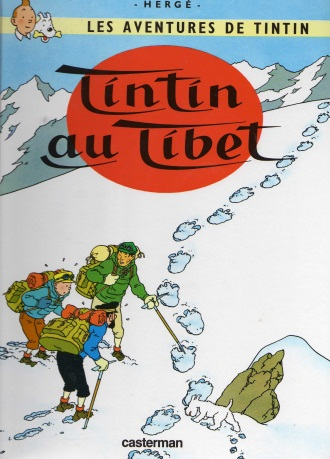 - HERGÉ -
LES AVENTURES DE TINTIN
Tintin
au Tibet
casterman